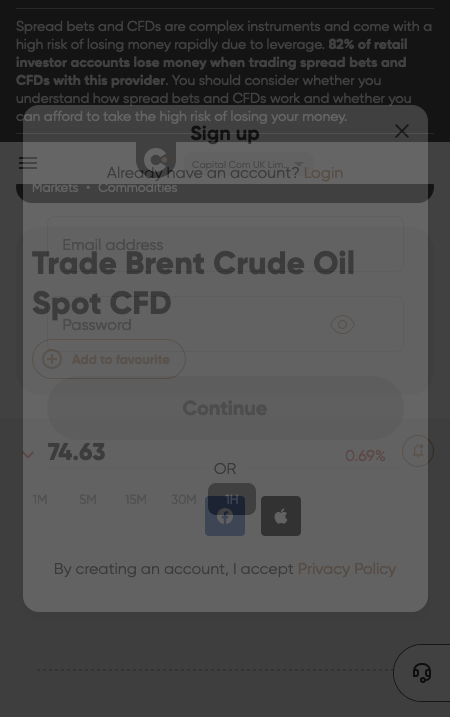 Spread bets and CFDs are complex instruments and come with a
high risk of losing money rapidly due to leverage. 82% of retail
investor accounts lose money when trading spread bets and
CFDs with this provider. You should consider whether you
understand how spread bets and CFDs work and whether you
can afford to take the high risk of losing your money.
Sign up
Capital Com UK Lim...
Already have an account? Login
Markets • Commodities
Email address
Trade Brent Crude Oil
Spot CFD
Password
Add to favourite
Continue
74.63
0.69%
OR
1M 5M 15M 30M 1H
By creating an account, I accept Privacy Policy